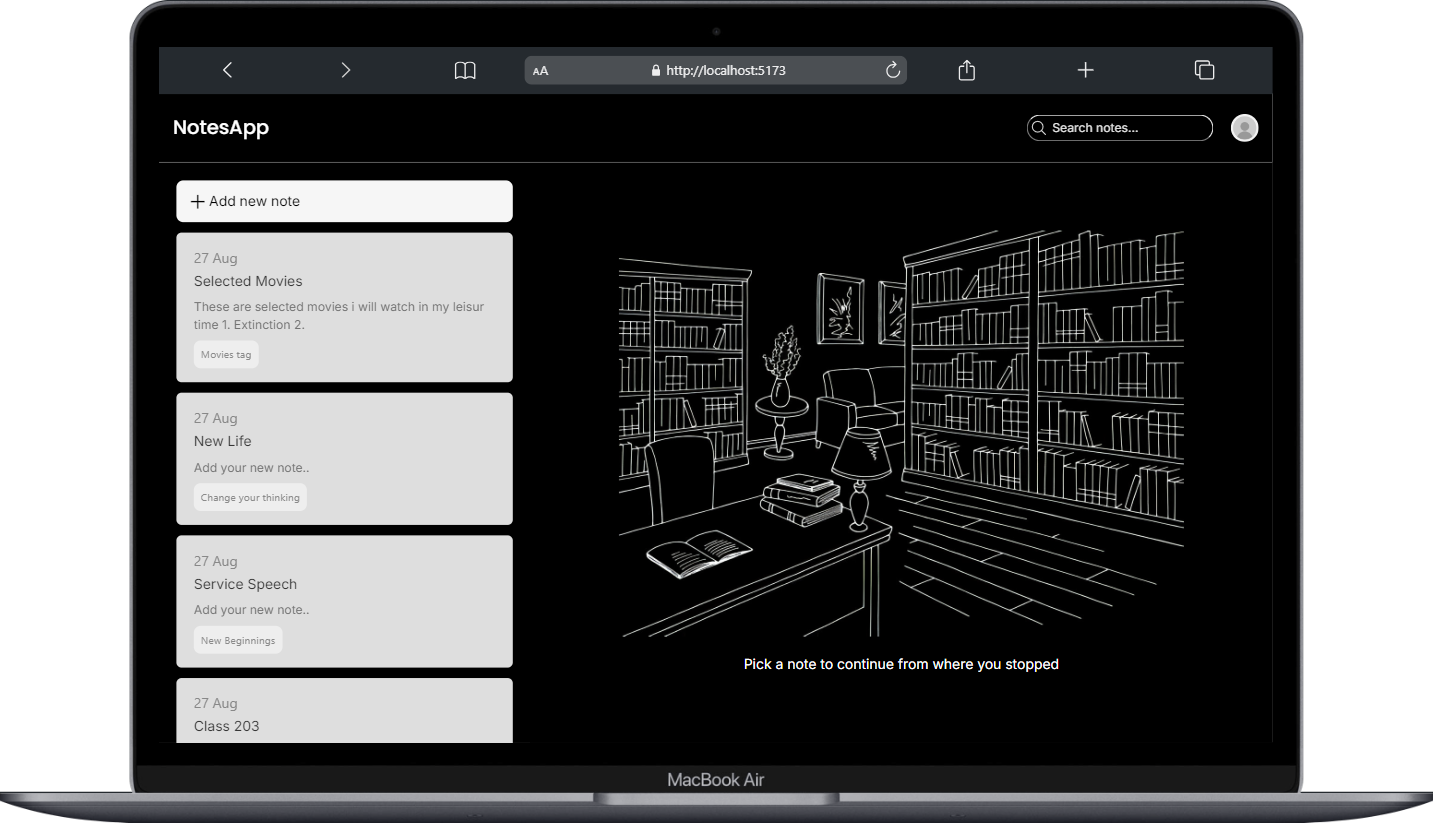 AA
http://localhost:5173
NotesApp
Search notes...
Add new note
27 Aug
Selected Movies
These are selected movies i will watch in my leisur
time 1. Extinction 2.
Movies tag
27 Aug
New Life
Add your new note..
Change your thinking
27 Aug
Service Speech
Add your new note..
New Beginnings
27 Aug
Class 203
Pick a note to continue from where you stopped
MacBook Air